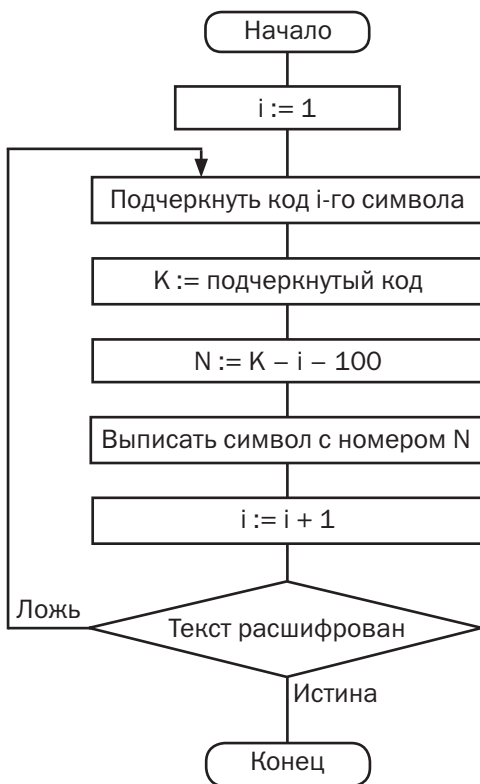 Начало
i := 1
Подчеркнуть код i-го символа
K := подчеркнутый код
N := K – i – 100
Выписать символ с номером N
i := i + 1
Ложь
Текст расшифрован
Истина
Конец